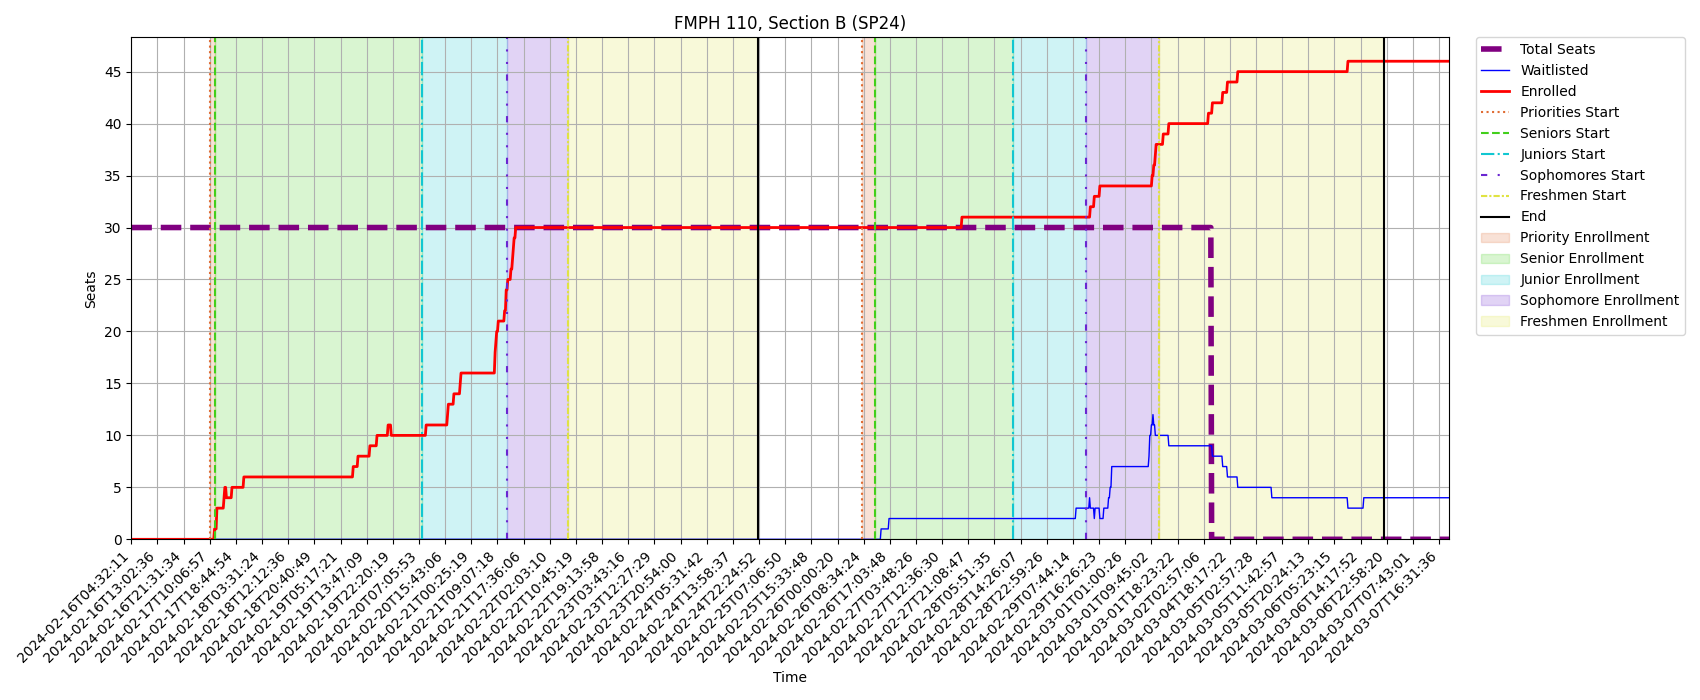 FMPH 110, Section B (SP24)
Seats
45
40
35
30
25
20
15
10
5
0
Total Seats
Waitlisted
Enrolled
Priorities Start
Seniors Start
Juniors Start
Sophomores Start
Freshmen Start
End
Priority Enrollment
Senior Enrollment
Junior Enrollment
Sophomore Enrollment
Freshmen Enrollment
2024-02-16T04:32:11
2024-02-16T13:02:36
2024-02-16T21:31:34
2024-02-17T10:06:57
2024-02-17T18:44:54
2024-02-18T03:31:24
2024-02-18T12:12:36
2024-02-18T20:40:49
2024-02-19T05:17:21
2024-02-19T13:47:09
2024-02-19T22:20:19
2024-02-20T07:05:53
2024-02-20T15:43:06
2024-02-21T00:25:19
2024-02-21T09:07:18
2024-02-21T17:36:06
2024-02-22T02:03:10
2024-02-22T10:45:19
2024-02-22T19:13:58
2024-02-23T03:43:16
2024-02-23T12:27:29
2024-02-23T20:54:00
2024-02-24T05:31:42
2024-02-24T13:58:37
2024-02-24T22:24:52
2024-02-25T07:06:50
2024-02-25T15:33:48
2024-02-26T00:00:20
2024-02-26T08:34:24
2024-02-26T17:03:48
2024-02-27T03:48:26
2024-02-27T12:36:30
2024-02-27T21:08:47
2024-02-28T05:51:35
2024-02-28T14:26:07
2024-02-28T22:59:26
2024-02-29T07:44:14
2024-02-29T16:26:23
2024-03-01T01:00:26
2024-03-01T09:45:02
2024-03-01T18:23:22
2024-03-02T02:57:06
2024-03-04T18:17:22
2024-03-05T02:57:28
2024-03-05T11:42:57
2024-03-05T20:24:13
2024-03-06T05:23:15
2024-03-06T14:17:52
2024-03-06T22:58:20
2024-03-07T07:43:01
2024-03-07T16:31:36
Time